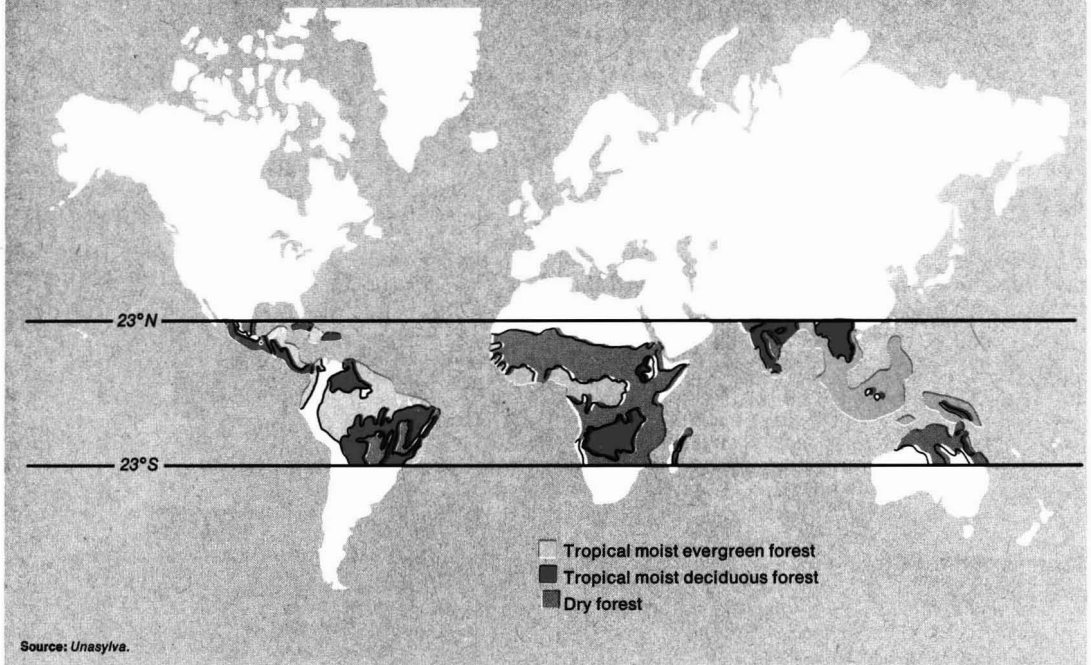 23°N
23°S
Tropical moist evergreen forest
Tropical moist deciduous forest
Dry forest
Source: Unasylva.